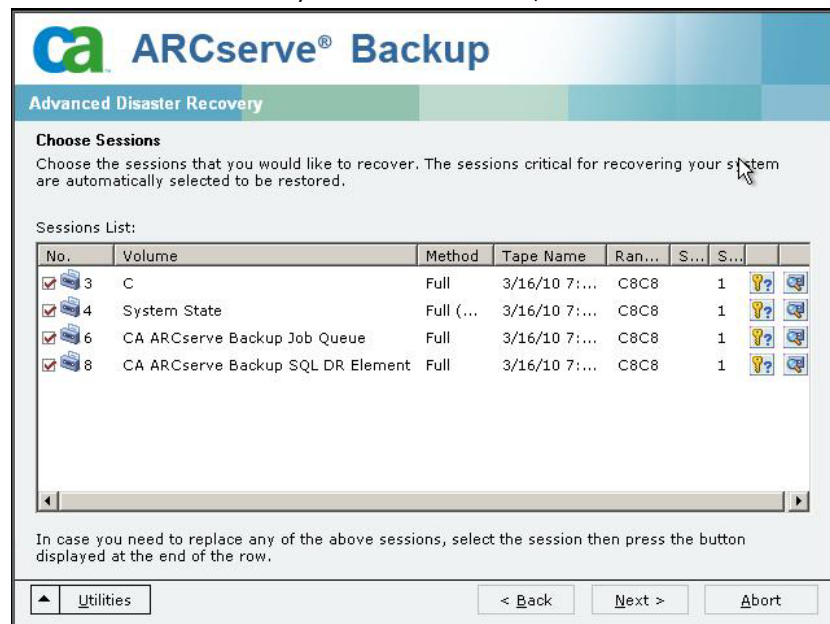 ca ARCserve® Backup
Advanced Disaster Recovery
Choose Sessions
Choose the sessions that you would like to recover. The sessions critical for recovering your system
are automatically selected to be restored.
Sessions List:
No. Volume Method Tape Name Ran... S... S...
3 C Full 3/16/10 7:... C8C8 1
4 System State Full (... 3/16/10 7:... C8C8 1
6 CA ARCserve Backup Job Queue Full 3/16/10 7:... C8C8 1
8 CA ARCserve Backup SQL DR Element Full 3/16/10 7:... C8C8 1
In case you need to replace any of the above sessions, select the session then press the button
displayed at the end of the row.
Utilities < Back Next > Abort